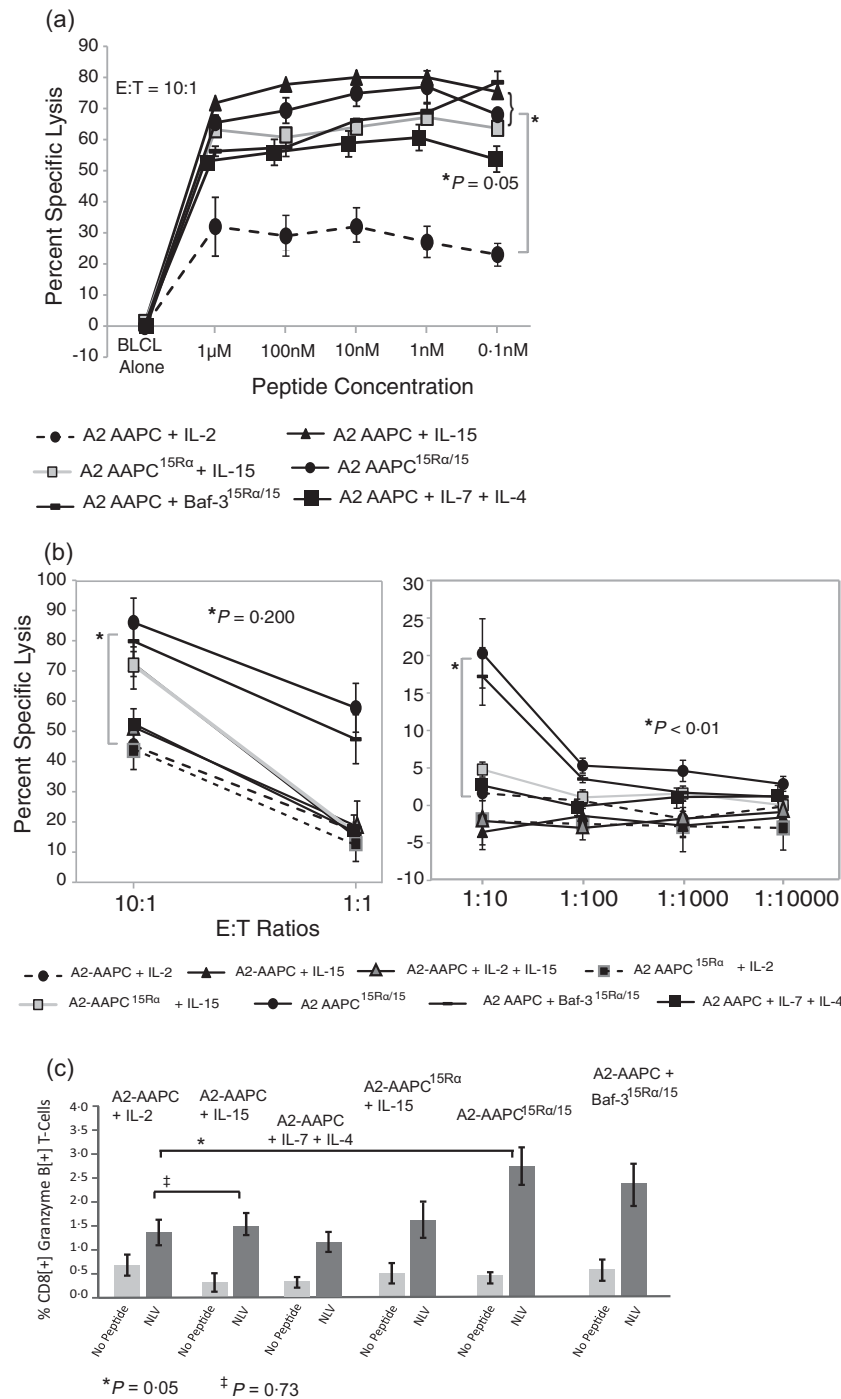 (a)
90
80
70
60
50
40
30
20
10
0
-10
E:T = 10:1
*
*P = 0·05
Percent Specific Lysis
BLCL Alone
1µM
100nM
10nM
1nM
0·1nM
Peptide Concentration
A2 AAPC + IL-2
A2 AAPC + IL-15
A2 AAPC15Rα + IL-15
A2 AAPC15Rα/15
A2 AAPC + Baf-315Rα/15
A2 AAPC + IL-7 + IL-4
(b)
100
90
80
70
60
50
40
30
20
10
0
*
*P = 0·200
Percent Specific Lysis
10:1
1:1
E:T Ratios
30
25
20
15
10
5
0
-5
-10
*
*P < 0·01
1:10
1:100
1:1000
1:10000
A2-AAPC + IL-2
A2-AAPC + IL-15
A2-AAPC + IL-2 + IL-15
A2 AAPC15Rα + IL-2
A2-AAPC15Rα + IL-15
A2 AAPC15Rα/15
A2 AAPC + Baf-315Rα/15
A2 AAPC + IL-7 + IL-4
(c)
A2-AAPC
+ IL-2
A2-AAPC
+ IL-15
A2-AAPC
+ IL-7 + IL-4
A2-AAPC15Rα
+ IL-15
A2-AAPC15Rα/15
A2-AAPC +
Baf-315Rα/15
4·0
3·5
3·0
2·5
2·0
1·5
1·0
0·5
0·0
% CD8[+] Granzyme B[+] T-Cells
*
‡
No Peptide
NLV
No Peptide
NLV
No Peptide
NLV
No Peptide
NLV
No Peptide
NLV
No Peptide
NLV
*P = 0·05
‡P = 0·73